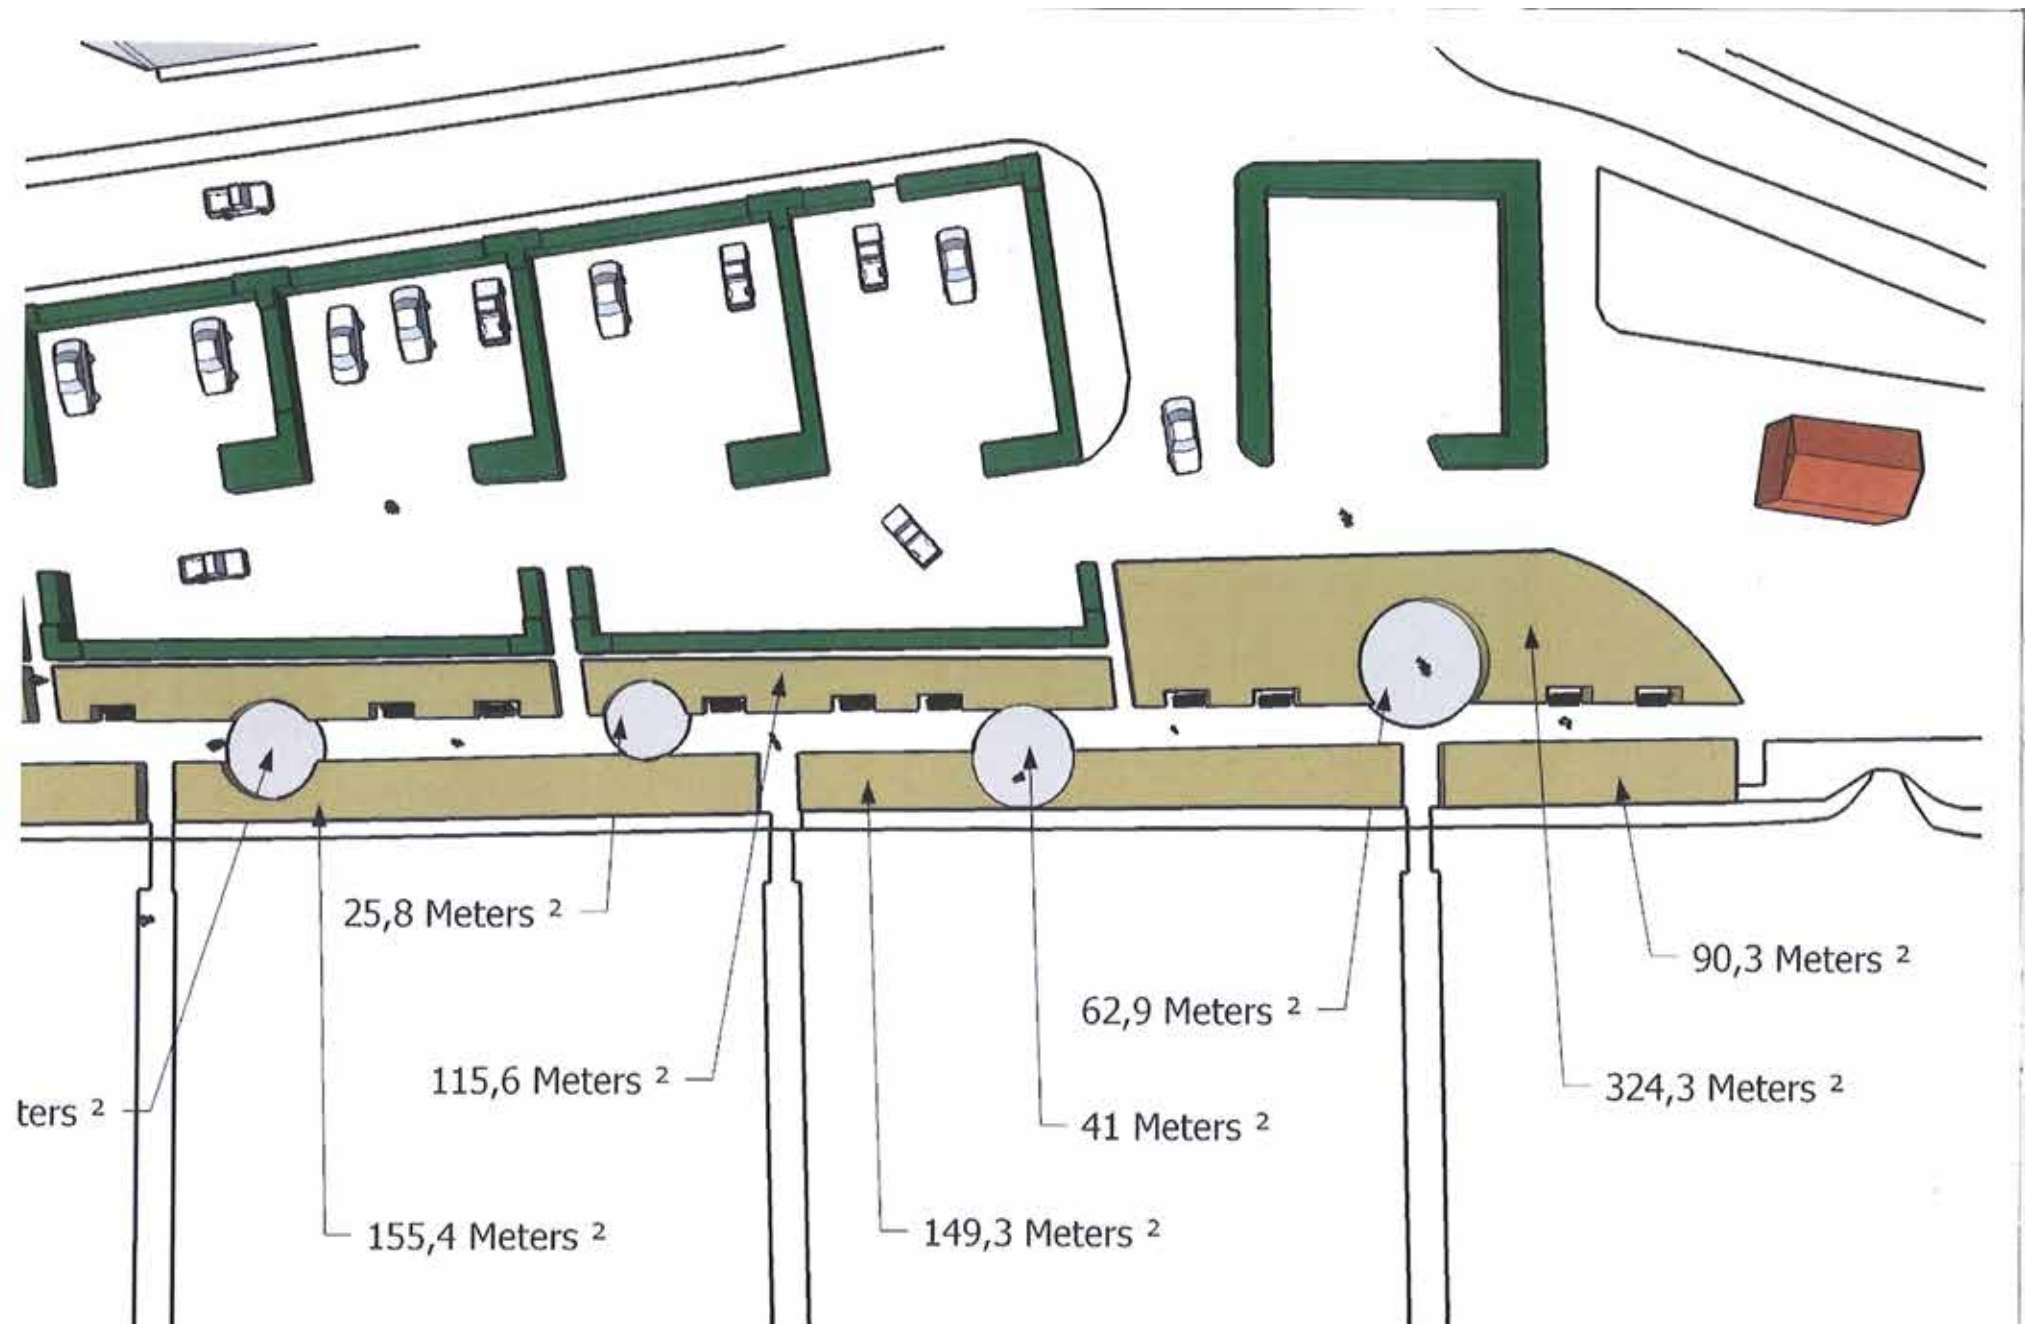 25,8 Meters ²
90,3 Meters ²
62,9 Meters ²
115,6 Meters ²
324,3 Meters ²
ters ²
41 Meters ²
155,4 Meters ²
149,3 Meters ²